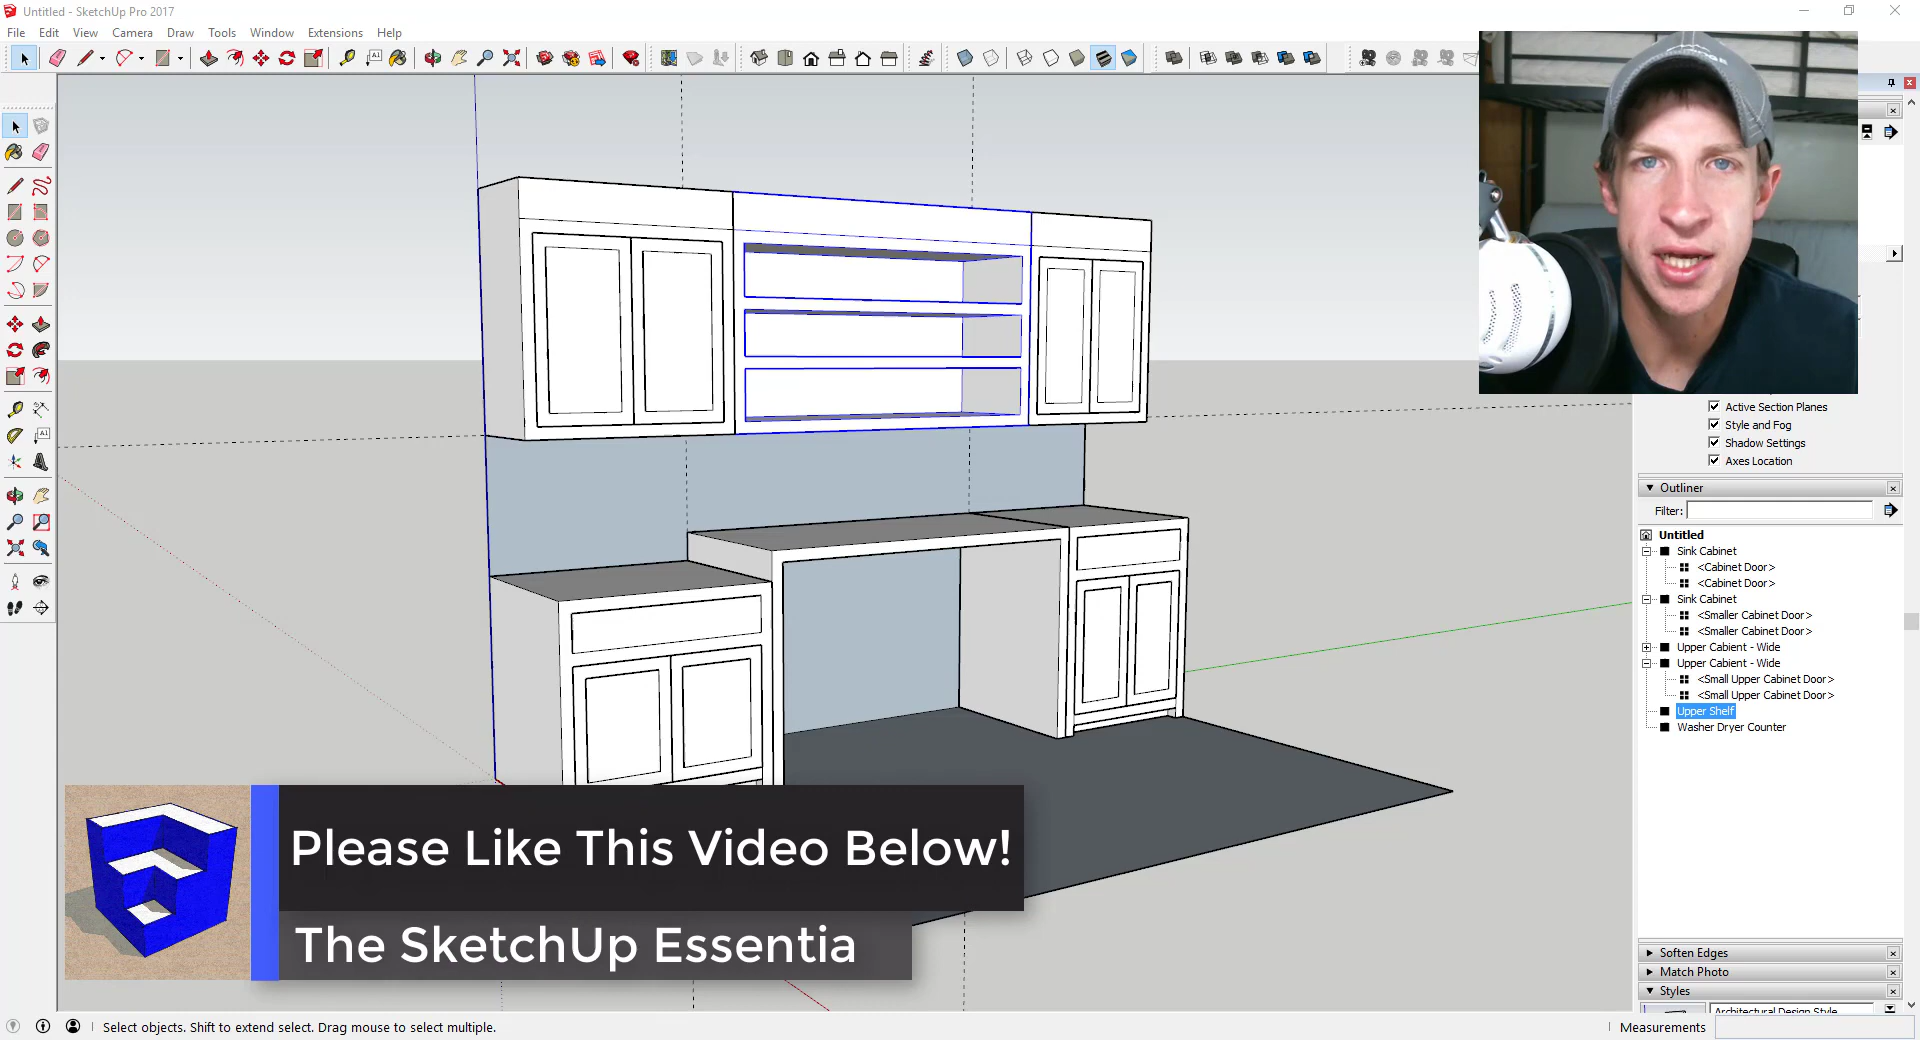 Untitled - SketchUp Pro 2017
File Edit View Camera Draw Tools Window Extensions Help
Active Section Planes
Style and Fog
Shadow Settings
Axes Location
Outliner
Filter:
Untitled
Sink Cabinet
<Cabinet Door>
<Cabinet Door>
Sink Cabinet
<Smaller Cabinet Door>
<Smaller Cabinet Door>
Upper Cabient - Wide
Upper Cabient - Wide
<Small Upper Cabinet Door>
<Small Upper Cabinet Door>
Upper Shelf
Washer Dryer Counter
Please Like This Video Below!
The SketchUp Essentia
Soften Edges
Match Photo
Styles
Architectural Design Style
Select objects. Shift to extend select. Drag mouse to select multiple.
Measurements